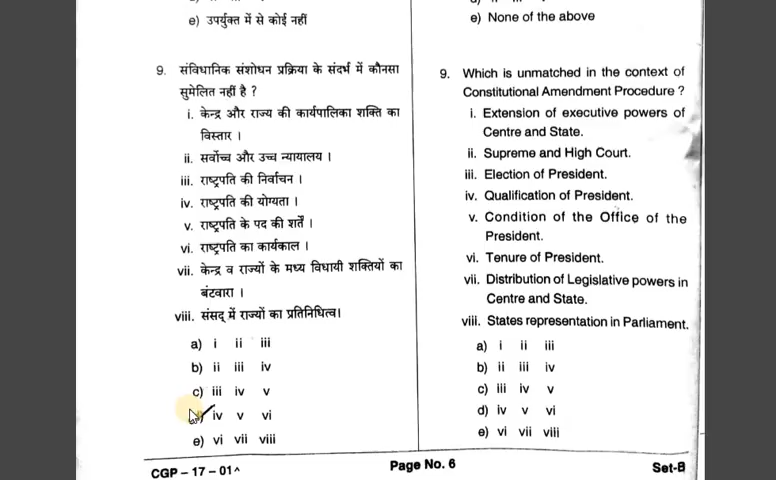 e) उपर्युक्त में से कोई नहीं
9. संविधानिक संशोधन प्रक्रिया के संदर्भ में कौनसा
सुमेलित नहीं है ?
i. केन्द्र और राज्य की कार्यपालिका शक्ति का
विस्तार ।
ii. सर्वोच्च और उच्च न्यायालय ।
iii. राष्ट्रपति की निर्वाचन ।
iv. राष्ट्रपति की योग्यता ।
v. राष्ट्रपति के पद की शर्तें ।
vi. राष्ट्रपति का कार्यकाल ।
vii. केन्द्र व राज्यों के मध्य विधायी शक्तियों का
बंटवारा ।
viii. संसद् में राज्यों का प्रतिनिधित्व।
a) i ii iii
b) ii iii iv
c) iii iv v
iv v vi
e) vi vii viii
e) None of the above
9. Which is unmatched in the context of
Constitutional Amendment Procedure ?
i. Extension of executive powers of
Centre and State.
ii. Supreme and High Court.
iii. Election of President.
iv. Qualification of President.
v. Condition of the Office of the
President.
vi. Tenure of President.
vii. Distribution of Legislative powers in
Centre and State.
viii. States representation in Parliament.
a) i ii iii
b) ii iii iv
c) iii iv v
d) iv v vi
e) vi vii viii
CGP – 17 – 01^ Page No. 6 Set-B